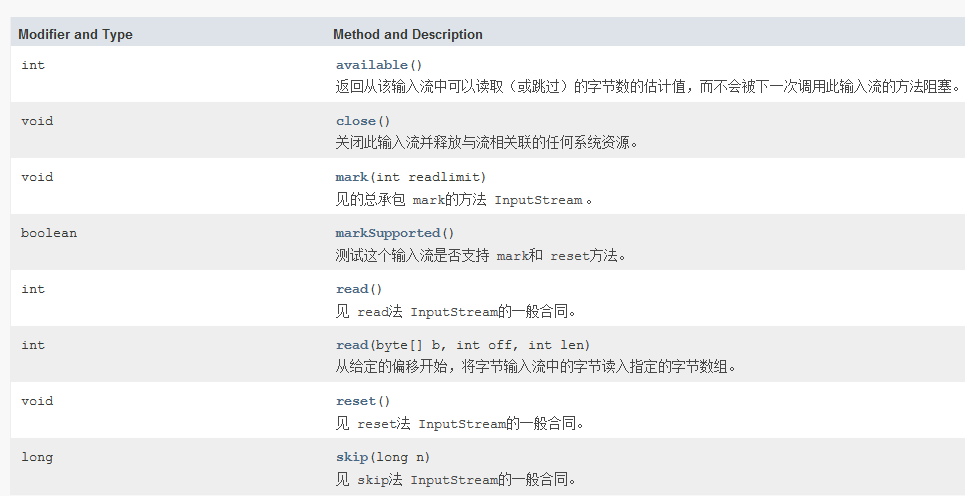 Modifier and Type Method and Description
int available()
返回从该输入流中可以读取（或跳过）的字节数的估计值，而不会被下一次调用此输入流的方法阻塞。
void close()
关闭此输入流并释放与流相关联的任何系统资源。
void mark(int readlimit)
见的总承包 mark的方法 InputStream 。
boolean markSupported()
测试这个输入流是否支持 mark和 reset方法。
int read()
见 read法 InputStream的一般合同。
int read(byte[] b, int off, int len)
从给定的偏移开始，将字节输入流中的字节读入指定的字节数组。
void reset()
见 reset法 InputStream的一般合同。
long skip(long n)
见 skip法 InputStream的一般合同。